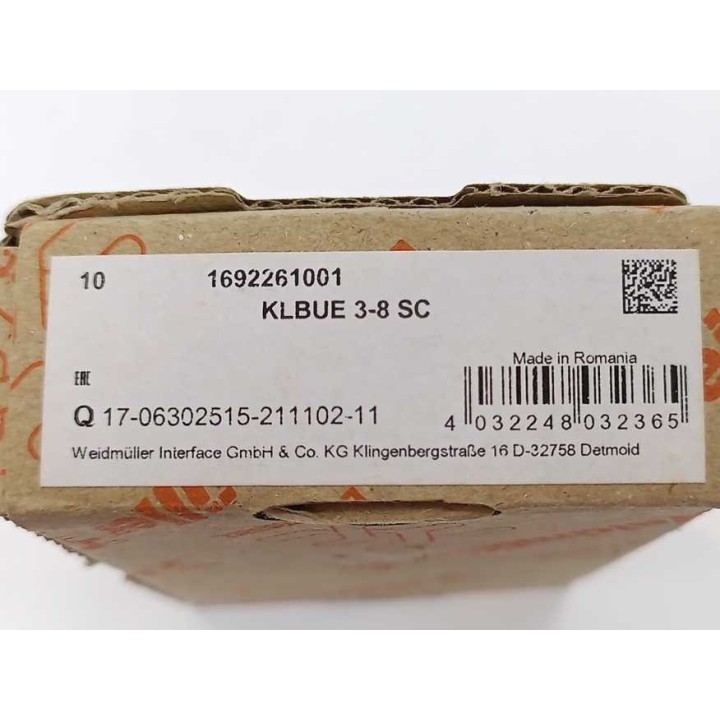 10 1692261001
KLBUE 3-8 SC
Made in Romania
EAC
Q 17-06302515-211102-11
4 032248 032365
Weidmüller Interface GmbH & Co. KG Klingenbergstraße 16 D-32758 Detmold